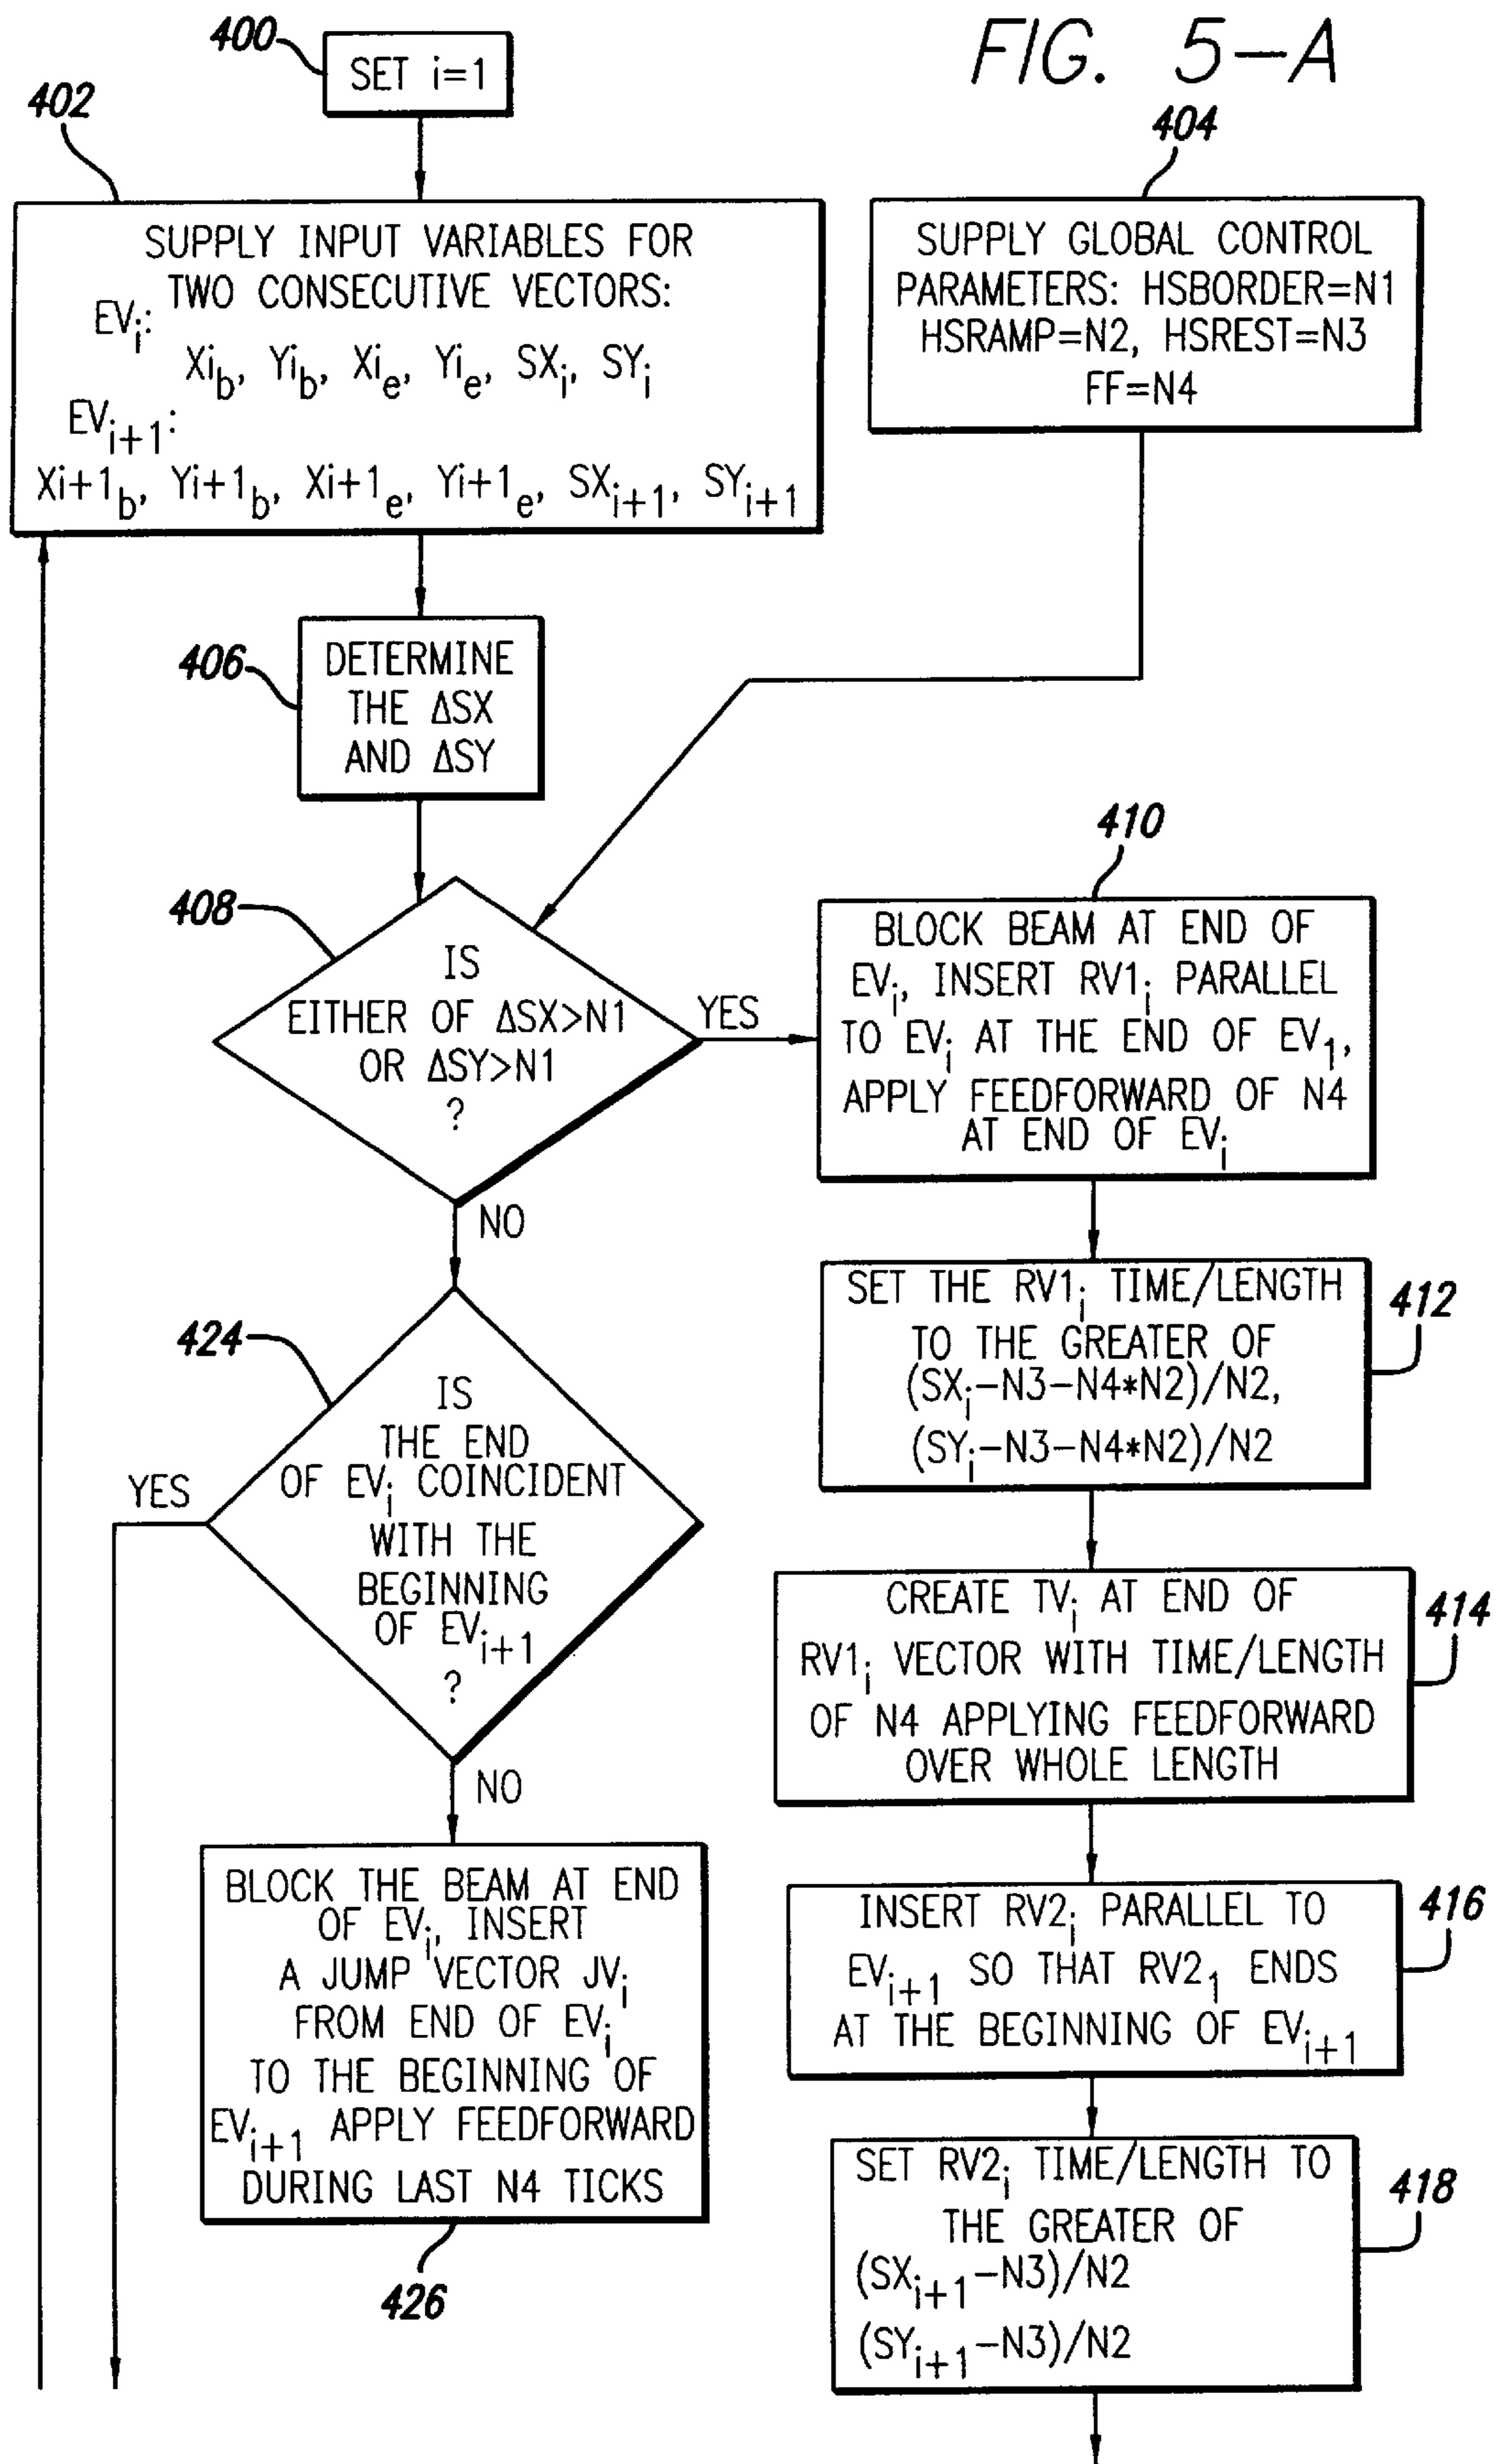 FIG. 5-A
400
SET i=1
402
SUPPLY INPUT VARIABLES FOR
TWO CONSECUTIVE VECTORS:
EVi:
Xib, Yib, Xie, Yie, SXi, SYi
EVi+1:
Xi+1b, Yi+1b, Xi+1e, Yi+1e, SXi+1, SYi+1
404
SUPPLY GLOBAL CONTROL
PARAMETERS: HSBORDER=N1
HSRAMP=N2, HSREST=N3
FF=N4
406
DETERMINE
THE ΔSX
AND ΔSY
408
IS
EITHER OF ΔSX>N1
OR ΔSY>N1
?
YES
NO
410
BLOCK BEAM AT END OF
EVi, INSERT RV1i PARALLEL
TO EVi AT THE END OF EV1,
APPLY FEEDFORWARD OF N4
AT END OF EVi
412
SET THE RV1i TIME/LENGTH
TO THE GREATER OF
(SXi-N3-N4*N2)/N2,
(SYi-N3-N4*N2)/N2
424
IS
THE END
OF EVi COINCIDENT
WITH THE
BEGINNING
OF EVi+1
?
YES
NO
414
CREATE TVi AT END OF
RV1i VECTOR WITH TIME/LENGTH
OF N4 APPLYING FEEDFORWARD
OVER WHOLE LENGTH
416
INSERT RV2i PARALLEL TO
EVi+1 SO THAT RV21 ENDS
AT THE BEGINNING OF EVi+1
BLOCK THE BEAM AT END
OF EVi, INSERT
A JUMP VECTOR JVi
FROM END OF EVi
TO THE BEGINNING OF
EVi+1 APPLY FEEDFORWARD
DURING LAST N4 TICKS
426
418
SET RV2i TIME/LENGTH TO
THE GREATER OF
(SXi+1-N3)/N2
(SYi+1-N3)/N2